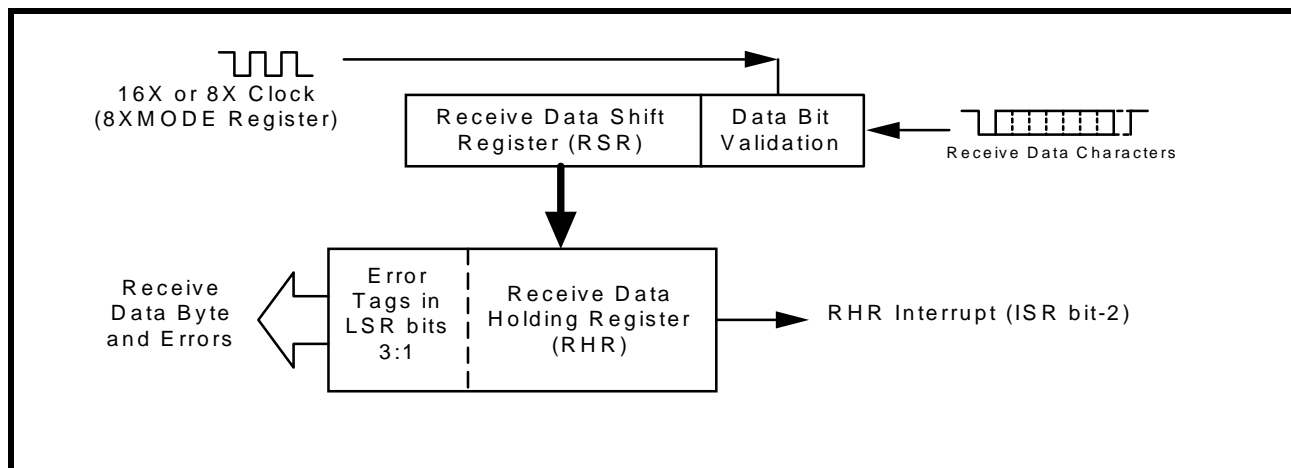 16X or 8X Clock
(8XMODE Register)
Receive Data Shift
Register (RSR)
Data Bit
Validation
Receive Data Characters
Receive
Data Byte
and Errors
Error
Tags in
LSR bits
3:1
Receive Data
Holding Register
(RHR)
RHR Interrupt (ISR bit-2)